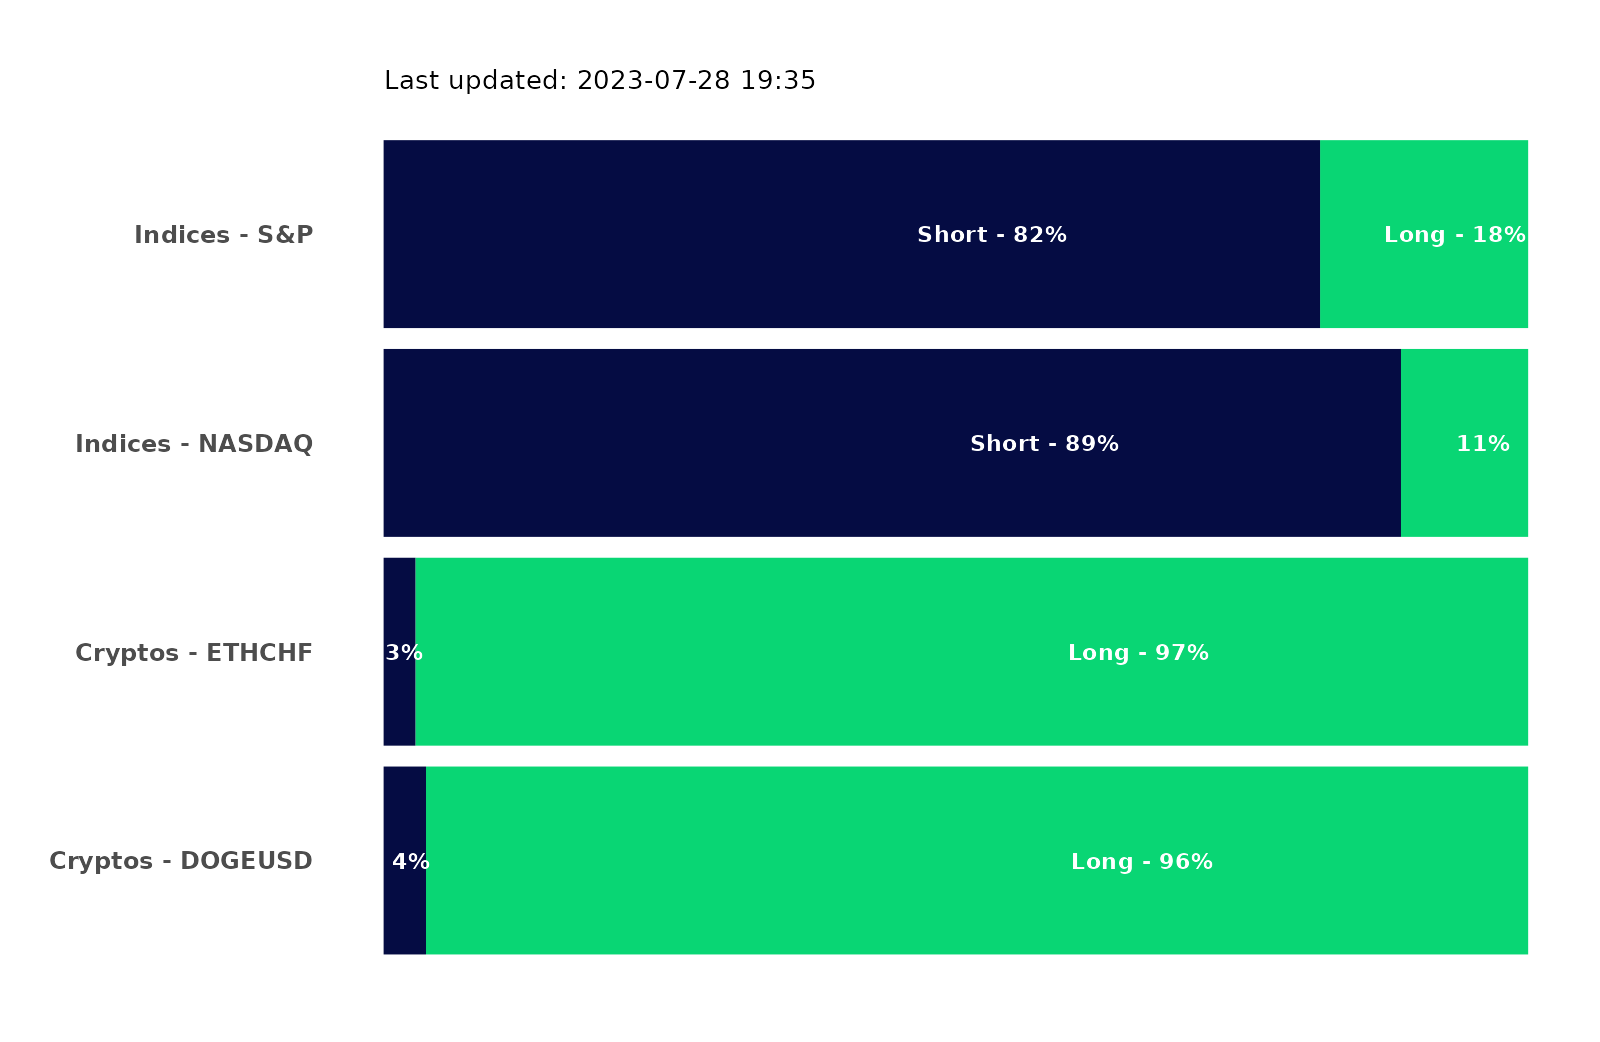 Last updated: 2023-07-28 19:35
Indices - S&P Short - 82% Long - 18%
Indices - NASDAQ Short - 89% 11%
Cryptos - ETHCHF 3% Long - 97%
Cryptos - DOGEUSD 4% Long - 96%